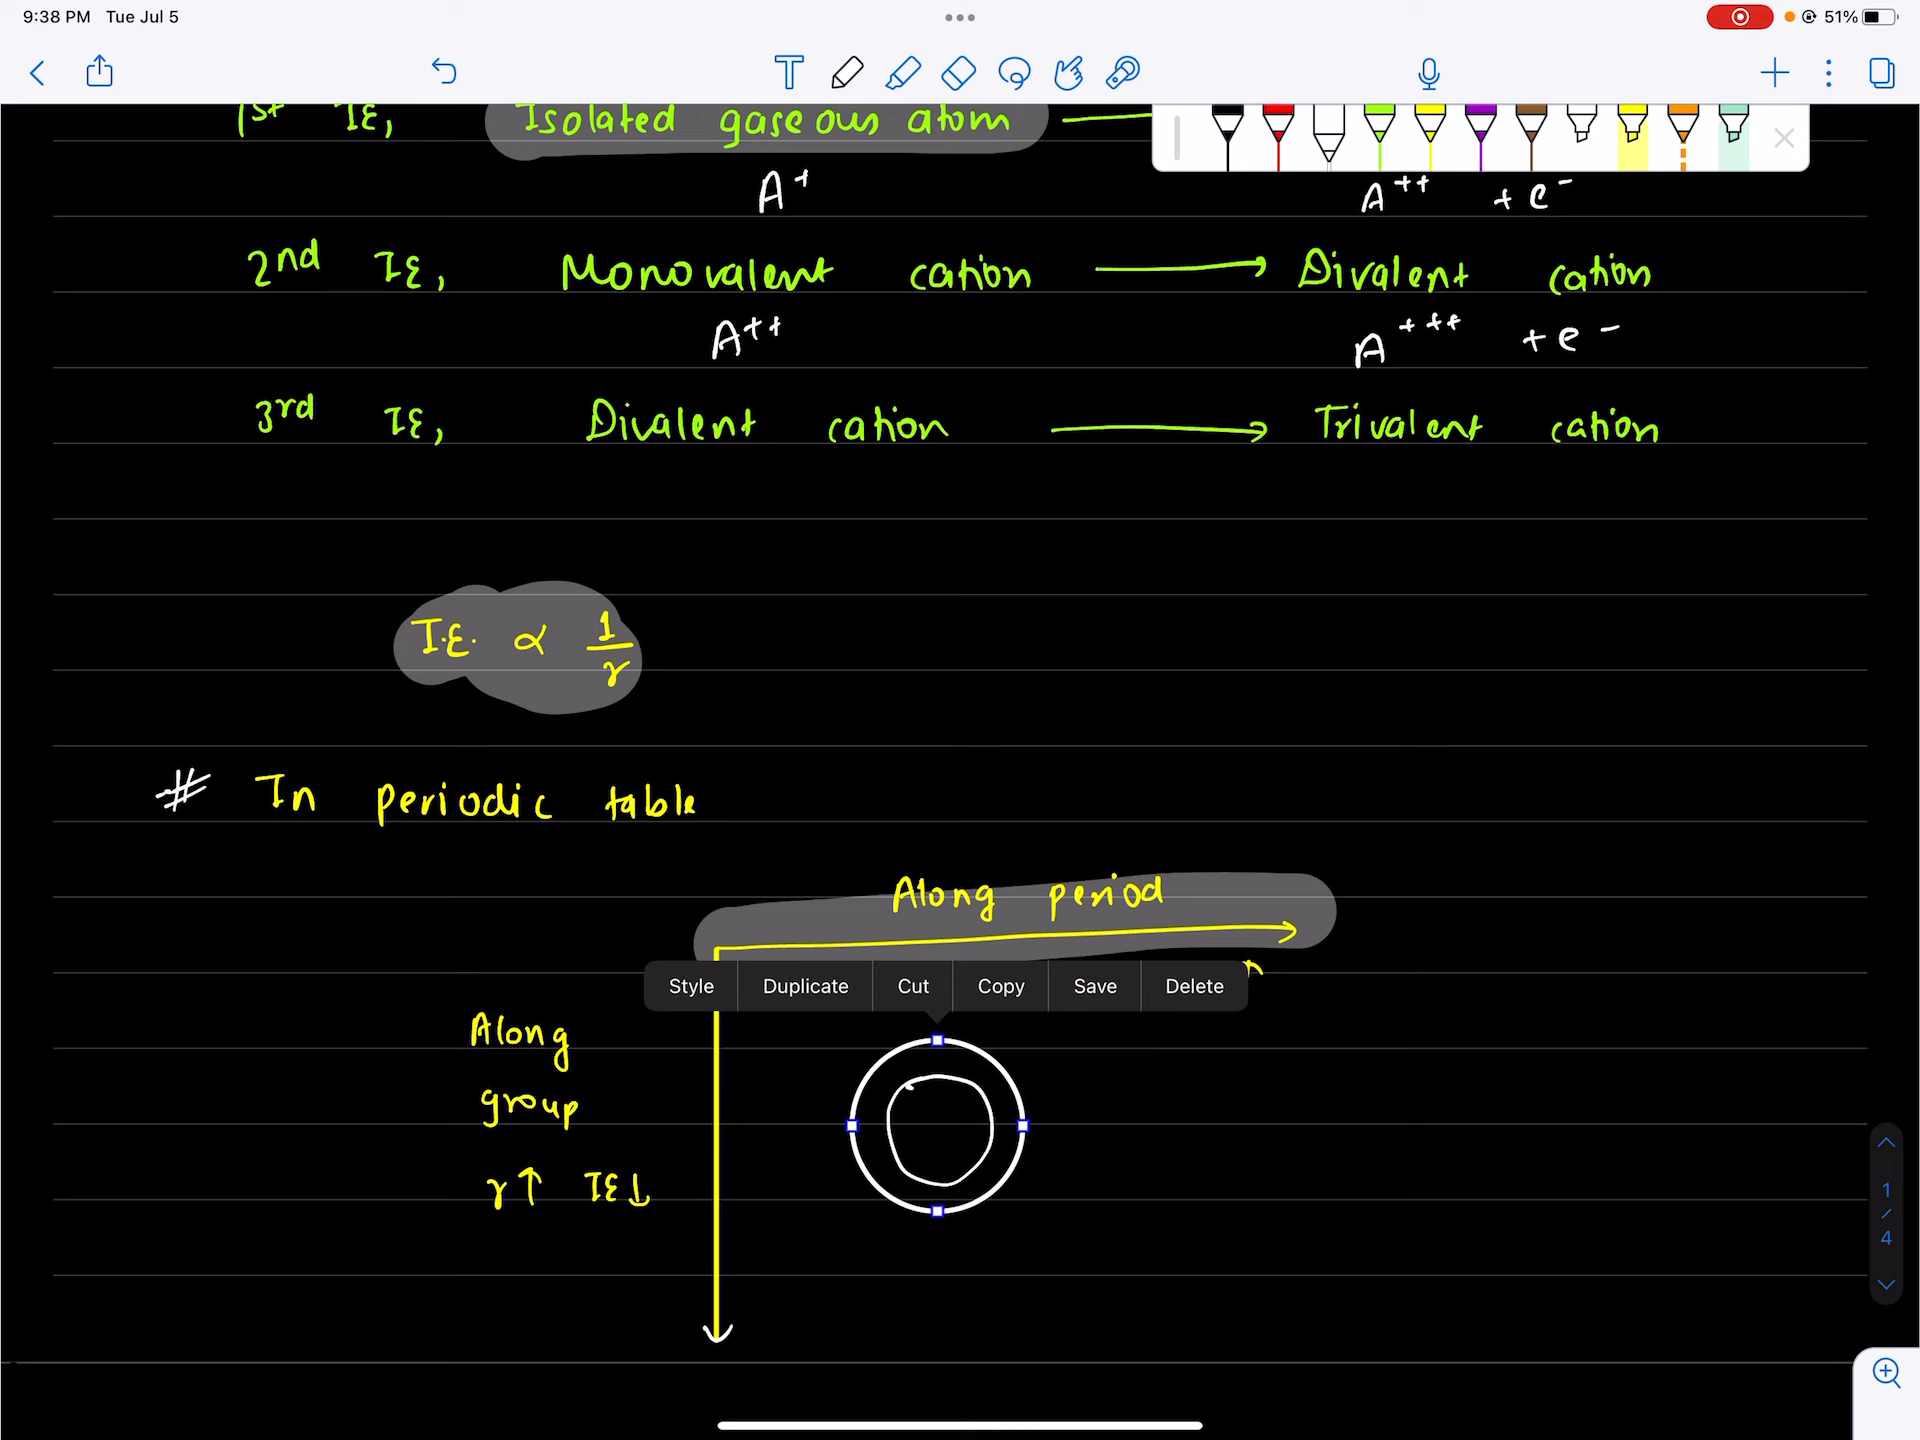 9:38 PM Tue Jul 5
51%
1st IE, Isolated gaseous atom
A+ A++ + e-
2nd IE, Monovalent cation → Divalent cation
A++ A+++ + e-
3rd IE, Divalent cation → Trivalent cation
I.E. ∝ 1/r
# In periodic table
Along period
Style Duplicate Cut Copy Save Delete
Along
group
r↑ IE↓
1
/
4